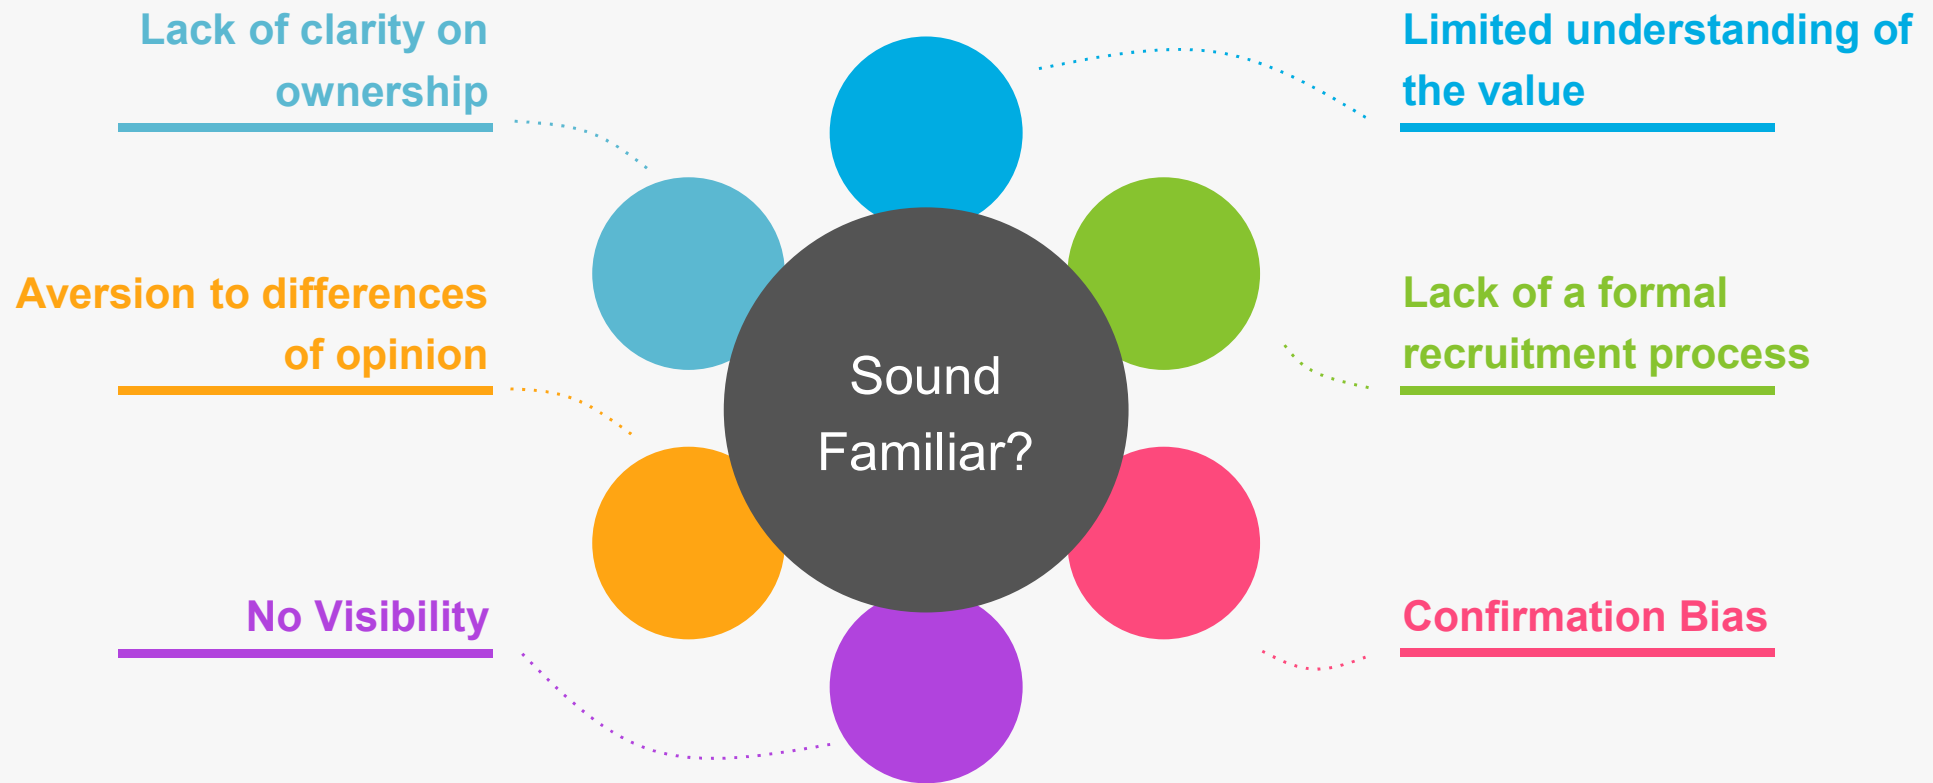 Lack of clarity on
ownership
Limited understanding of
the value
Aversion to differences
of opinion
Sound
Familiar?
Lack of a formal
recruitment process
No Visibility
Confirmation Bias